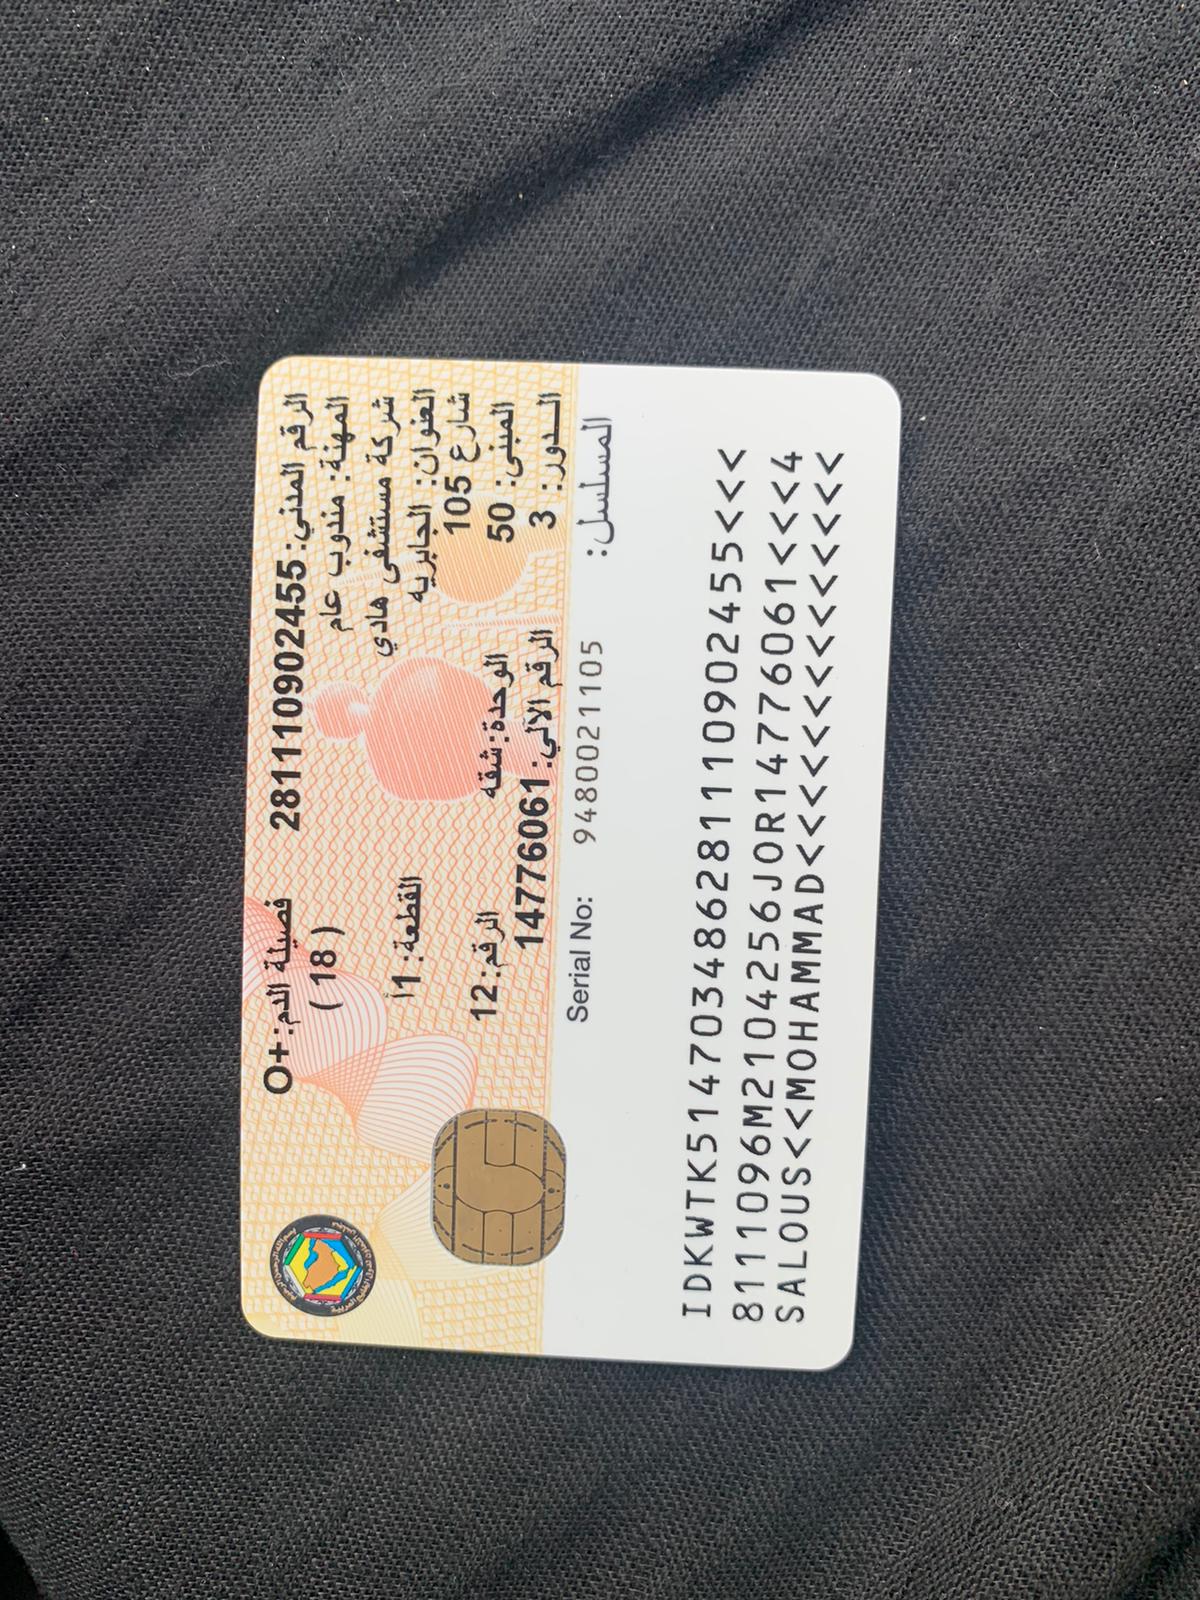 الرقم المدني: 281110902455 فصيلة الدم: O+
المهنة: مندوب عام (18)
شركة مستشفى هادي
العنوان: الجابريه القطعة: 1أ
شارع 105
المبنى: 50 الوحدة: شقه الرقم: 12
الـدور: 3 الرقم الآلي: 14776061
Serial No: 9480021105 المسلسل:
IDKWTK514703486281110902455<<<
8111096M2104256JOR14776061<<<4
SALOUS<<MOHAMMAD<<<<<<<<<<<<<<